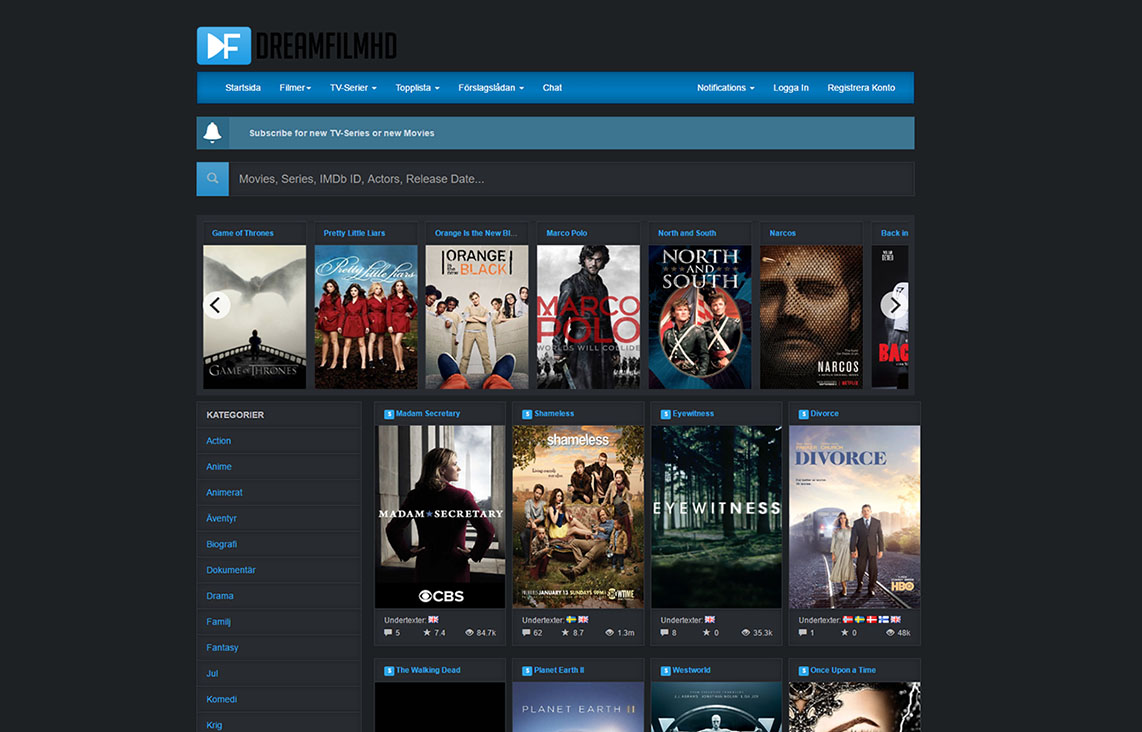 DF DREAMFILMHD
Startsida Filmer TV-Serier Topplista Förslagslådan Chat Notifications Logga In Registrera Konto
Subscribe for new TV-Series or new Movies
Movies, Series, IMDb ID, Actors, Release Date...
Game of Thrones Pretty Little Liars Orange Is the New Bl... Marco Polo North and South Narcos Back in
GAME OF THRONES
Pretty Little Liars
ORANGE
is the new
BLACK
MARCO
POLO
WORLDS WILL COLLIDE
NORTH
AND
SOUTH
NARCOS
NETFLIX
BAC
KATEGORIER
Action
Anime
Animerat
Äventyr
Biografi
Dokumentär
Drama
Familj
Fantasy
Jul
Komedi
Krig
Madam Secretary Shameless Eyewitness Divorce
MADAM SECRETARY
CBS
shameless
JANUARY 13 SUNDAYS 9PM
SHOWTIME
EYEWITNESS
DIVORCE
HBO
Undertexter: Undertexter: Undertexter: Undertexter:
5 7.4 84.7k 62 8.7 1.3m 8 0 35.3k 1 0 48k
The Walking Dead Planet Earth II Westworld Once Upon a Time
PLANET EARTH II